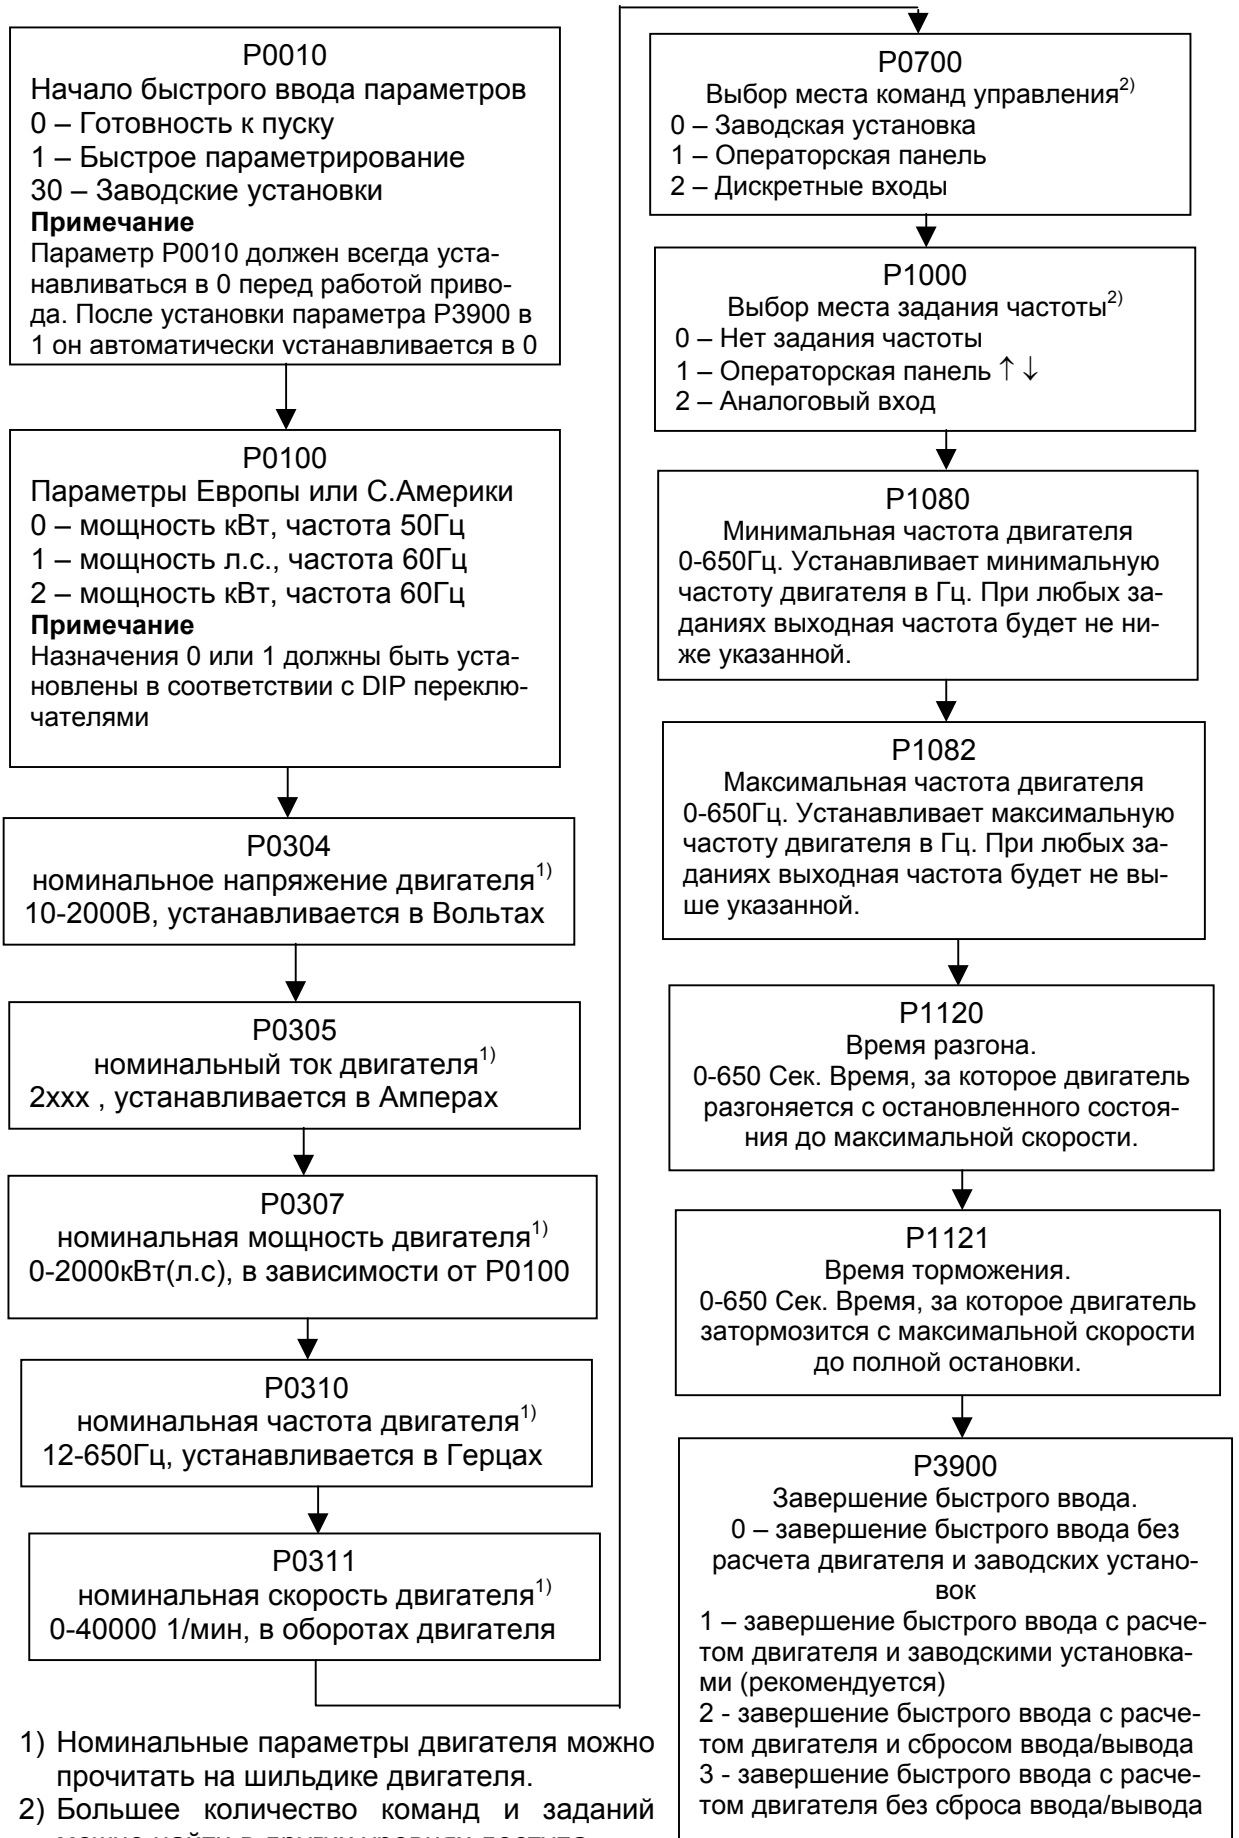 P0010
Начало быстрого ввода параметров
0 – Готовность к пуску
1 – Быстрое параметрирование
30 – Заводские установки
Примечание
Параметр P0010 должен всегда уста-
навливаться в 0 перед работой приво-
да. После установки параметра P3900 в
1 он автоматически устанавливается в 0
P0100
Параметры Европы или С.Америки
0 – мощность кВт, частота 50Гц
1 – мощность л.с., частота 60Гц
2 – мощность кВт, частота 60Гц
Примечание
Назначения 0 или 1 должны быть уста-
новлены в соответствии с DIP переклю-
чателями
P0304
номинальное напряжение двигателя1)
10-2000В, устанавливается в Вольтах
P0305
номинальный ток двигателя1)
2xxx , устанавливается в Амперах
P0307
номинальная мощность двигателя1)
0-2000кВт(л.с), в зависимости от P0100
P0310
номинальная частота двигателя1)
12-650Гц, устанавливается в Герцах
P0311
номинальная скорость двигателя1)
0-40000 1/мин, в оборотах двигателя
1) Номинальные параметры двигателя можно
прочитать на шильдике двигателя.
2) Большее количество команд и заданий
P0700
Выбор места команд управления2)
0 – Заводская установка
1 – Операторская панель
2 – Дискретные входы
P1000
Выбор места задания частоты2)
0 – Нет задания частоты
1 – Операторская панель ↑ ↓
2 – Аналоговый вход
P1080
Минимальная частота двигателя
0-650Гц. Устанавливает минимальную
частоту двигателя в Гц. При любых за-
даниях выходная частота будет не ни-
же указанной.
P1082
Максимальная частота двигателя
0-650Гц. Устанавливает максимальную
частоту двигателя в Гц. При любых за-
даниях выходная частота будет не вы-
ше указанной.
P1120
Время разгона.
0-650 Сек. Время, за которое двигатель
разгоняется с остановленного состоя-
ния до максимальной скорости.
P1121
Время торможения.
0-650 Сек. Время, за которое двигатель
затормозится с максимальной скорости
до полной остановки.
P3900
Завершение быстрого ввода.
0 – завершение быстрого ввода без
расчета двигателя и заводских устано-
вок
1 – завершение быстрого ввода с расче-
том двигателя и заводскими установка-
ми (рекомендуется)
2 - завершение быстрого ввода с расче-
том двигателя и сбросом ввода/вывода
3 - завершение быстрого ввода с расче-
том двигателя без сброса ввода/вывода